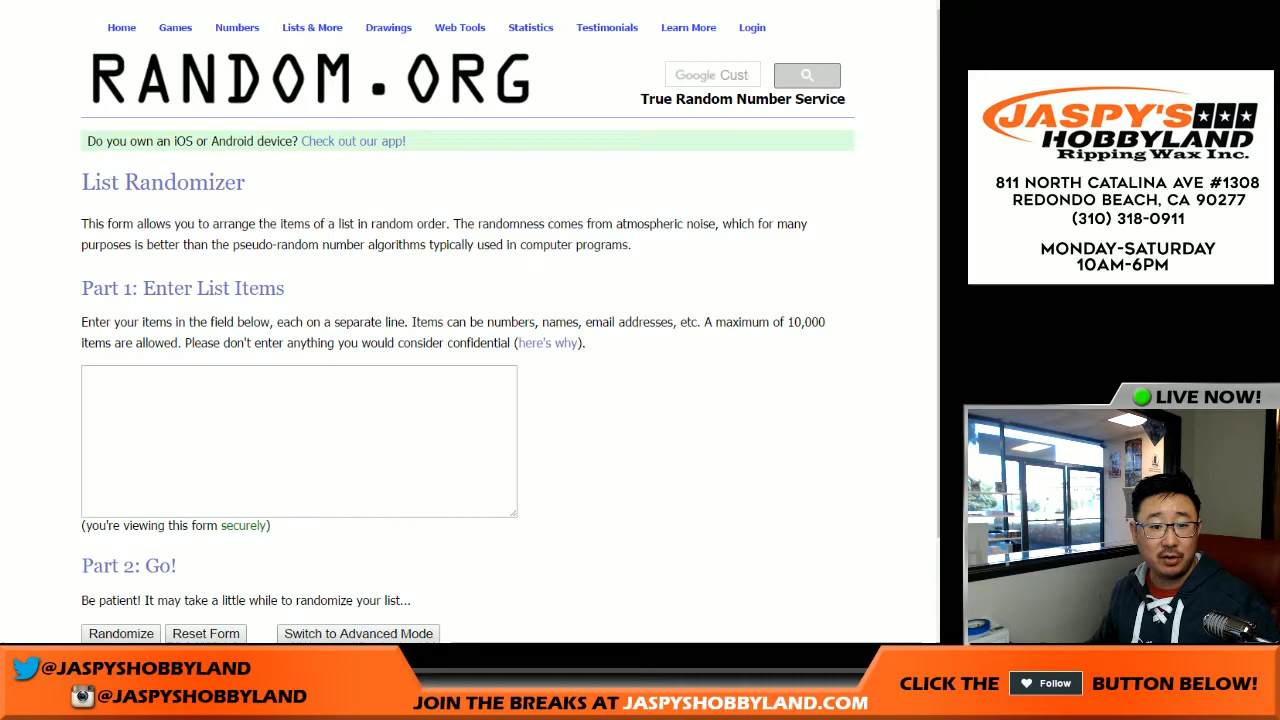 Home Games Numbers Lists & More Drawings Web Tools Statistics Testimonials Learn More Login
RANDOM.ORG
Google Cust
True Random Number Service
Do you own an iOS or Android device? Check out our app!
List Randomizer
This form allows you to arrange the items of a list in random order. The randomness comes from atmospheric noise, which for many
purposes is better than the pseudo-random number algorithms typically used in computer programs.
Part 1: Enter List Items
Enter your items in the field below, each on a separate line. Items can be numbers, names, email addresses, etc. A maximum of 10,000
items are allowed. Please don't enter anything you would consider confidential (here's why).
(you're viewing this form securely)
Part 2: Go!
Be patient! It may take a little while to randomize your list...
Randomize Reset Form Switch to Advanced Mode
JASPY'S
HOBBYLAND
Ripping Wax Inc.
811 NORTH CATALINA AVE #1308
REDONDO BEACH, CA 90277
(310) 318-0911
MONDAY-SATURDAY
10AM-6PM
LIVE NOW!
@JASPYSHOBBYLAND
@JASPYSHOBBYLAND
JOIN THE BREAKS AT JASPYSHOBBYLAND.COM
CLICK THE Follow BUTTON BELOW!